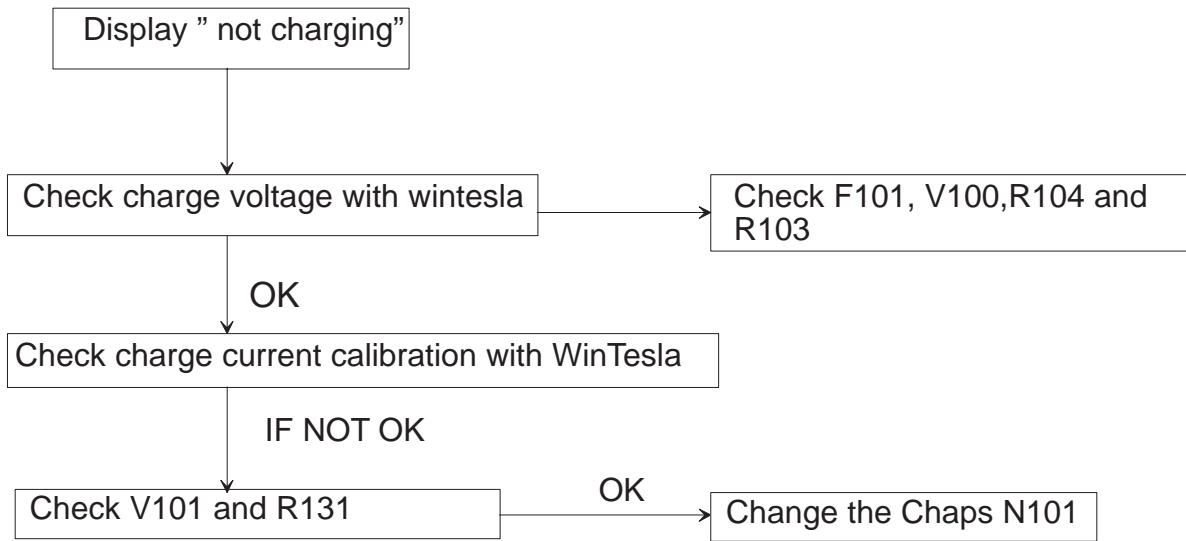 Display ” not charging”
Check charge voltage with wintesla
Check F101, V100,R104 and
R103
OK
Check charge current calibration with WinTesla
IF NOT OK
Check V101 and R131
OK
Change the Chaps N101